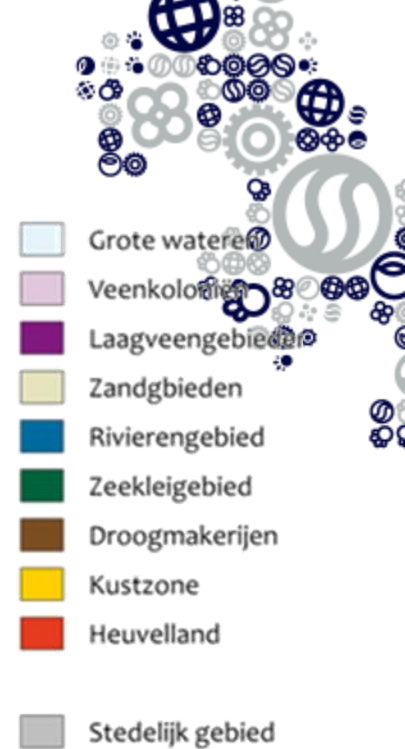 Grote wateren
Veenkoloniën
Laagveengebieden
Zandgbieden
Rivierengebied
Zeekleigebied
Droogmakerijen
Kustzone
Heuvelland
Stedelijk gebied